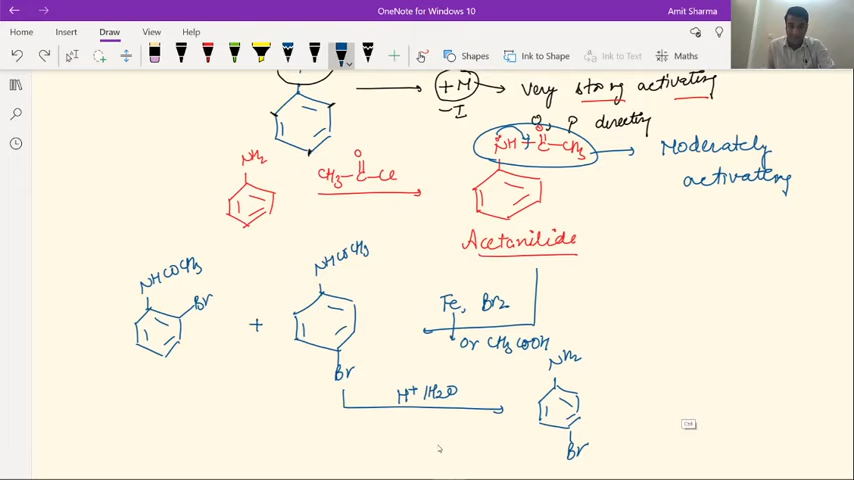 OneNote for Windows 10
Amit Sharma
Home Insert Draw View Help
Shapes Ink to Shape Ink to Text Maths
+M → very strong activating
-I
O, P directing
NH2
CH3-C-Cl
O
NH-C-CH3
O
Moderately
activating
Acetanilide
NHCOCH3
Br
+
NHCOCH3
Br
Fe, Br2
Or CH3COOH
H+/H2O
NH2
Br
Ctrl